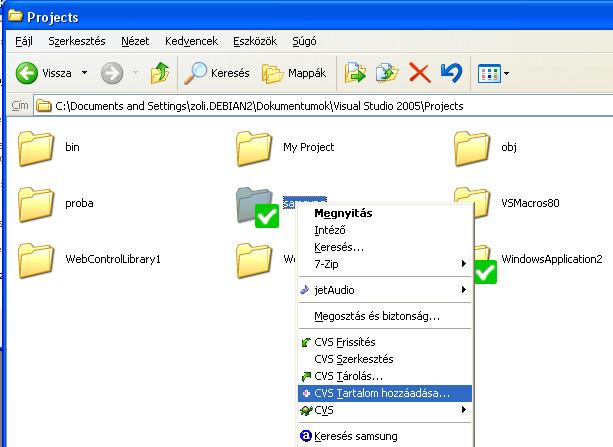 Projects
Fájl Szerkesztés Nézet Kedvencek Eszközök Súgó
Vissza Keresés Mappák
Cím C:\Documents and Settings\zoli.DEBIAN2\Dokumentumok\Visual Studio 2005\Projects
bin My Project obj
proba samsung VSMacros80
WebControlLibrary1 WindowsApplication2
Megnyitás
Intéző
Keresés...
7-Zip
jetAudio
Megosztás és biztonság...
CVS Frissítés
CVS Szerkesztés
CVS Tárolás...
CVS Tartalom hozzáadása...
CVS
Keresés samsung